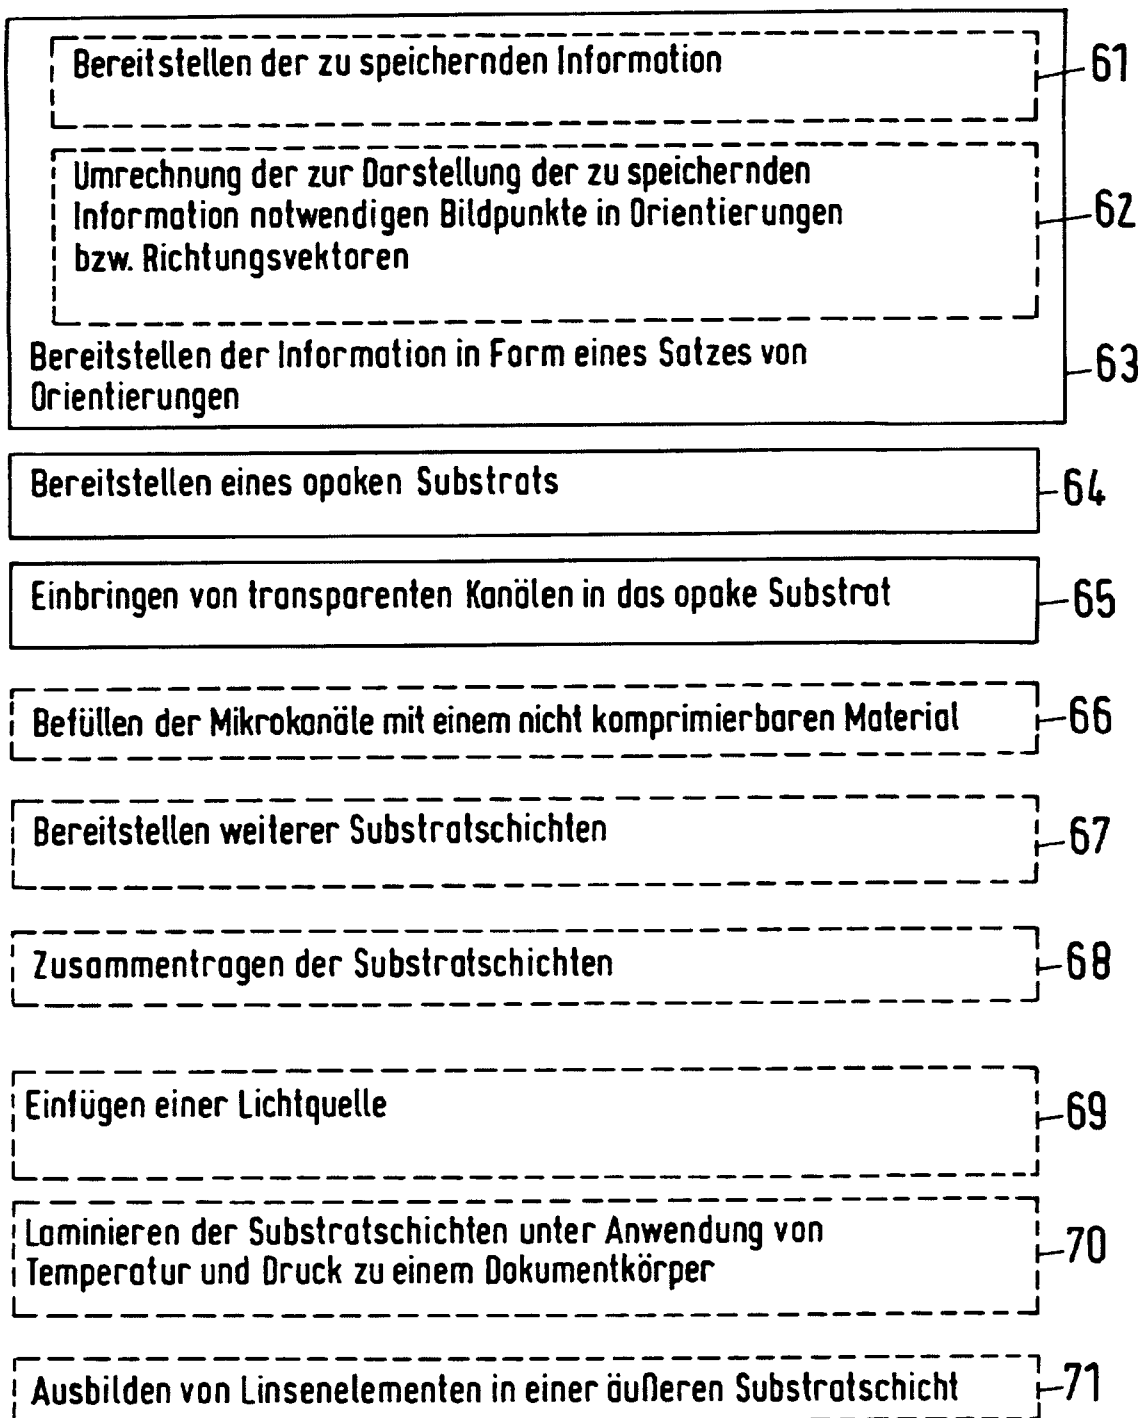 Bereitstellen der zu speichernden Information
61
Umrechnung der zur Darstellung der zu speichernden
Information notwendigen Bildpunkte in Orientierungen
bzw. Richtungsvektoren
62
Bereitstellen der Information in Form eines Satzes von
Orientierungen
63
Bereitstellen eines opaken Substrats
64
Einbringen von transparenten Kanälen in das opake Substrat
65
Befüllen der Mikrokanäle mit einem nicht komprimierbaren Material
66
Bereitstellen weiterer Substratschichten
67
Zusammentragen der Substratschichten
68
Einfügen einer Lichtquelle
69
Laminieren der Substratschichten unter Anwendung von
Temperatur und Druck zu einem Dokumentkörper
70
Ausbilden von Linsenelementen in einer äußeren Substratschicht
71